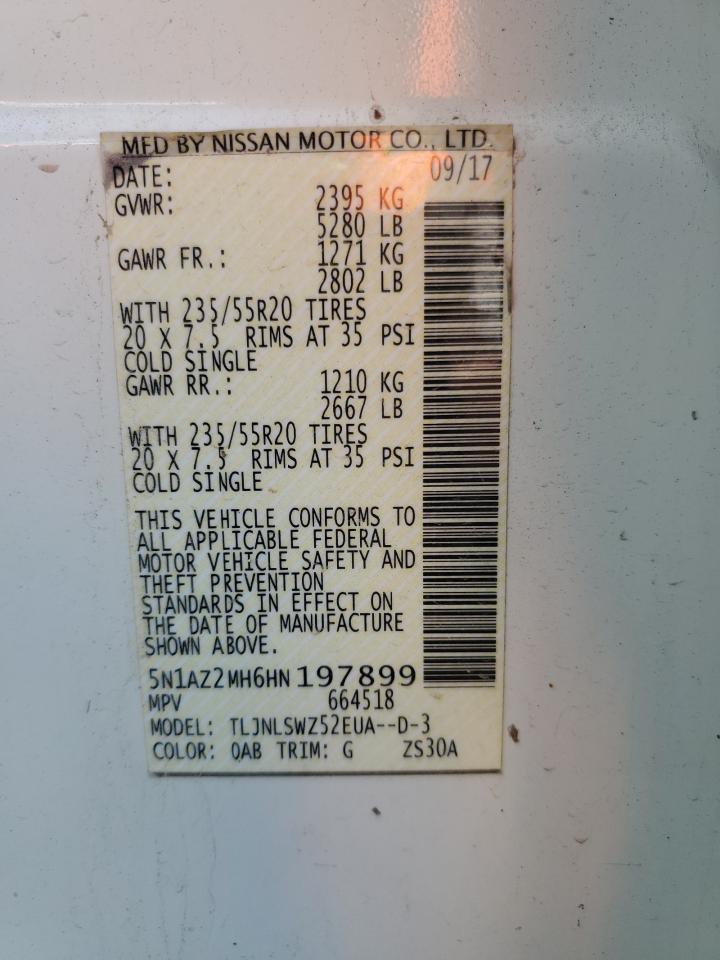 MFD BY NISSAN MOTOR CO., LTD.
DATE: 09/17
GVWR: 2395 KG
5280 LB
GAWR FR.: 1271 KG
2802 LB
WITH 235/55R20 TIRES
20 X 7.5 RIMS AT 35 PSI
COLD SINGLE
GAWR RR.: 1210 KG
2667 LB
WITH 235/55R20 TIRES
20 X 7.5 RIMS AT 35 PSI
COLD SINGLE
THIS VEHICLE CONFORMS TO
ALL APPLICABLE FEDERAL
MOTOR VEHICLE SAFETY AND
THEFT PREVENTION
STANDARDS IN EFFECT ON
THE DATE OF MANUFACTURE
SHOWN ABOVE.
5N1AZ2MH6HN197899
MPV 664518
MODEL: TLJNLSWZ52EUA--D-3
COLOR: QAB TRIM: G ZS30A